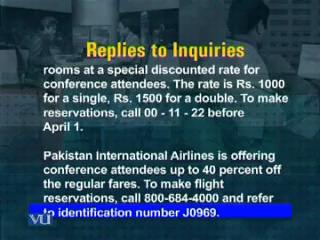 Replies to Inquiries
rooms at a special discounted rate for
conference attendees. The rate is Rs. 1000
for a single, Rs. 1500 for a double. To make
reservations, call 00 - 11 - 22 before
April 1.
Pakistan International Airlines is offering
conference attendees up to 40 percent off
the regular fares. To make flight
reservations, call 800-684-4000 and refer
to identification number J0969.
VU